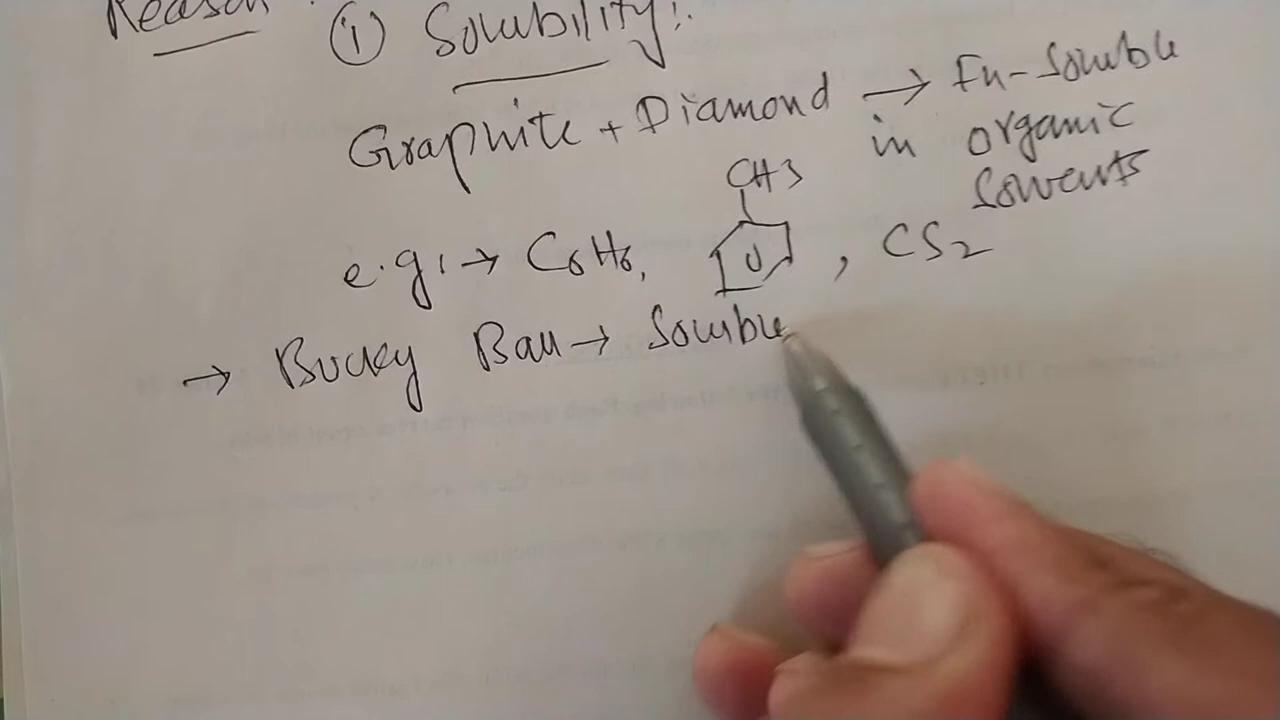 Reason
① Solubility:.
Graphite + Diamond → In-Soluble
in organic
Solvents
CH3
e.g. → C6H6, , CS2
→ Bucky Ball → Soluble